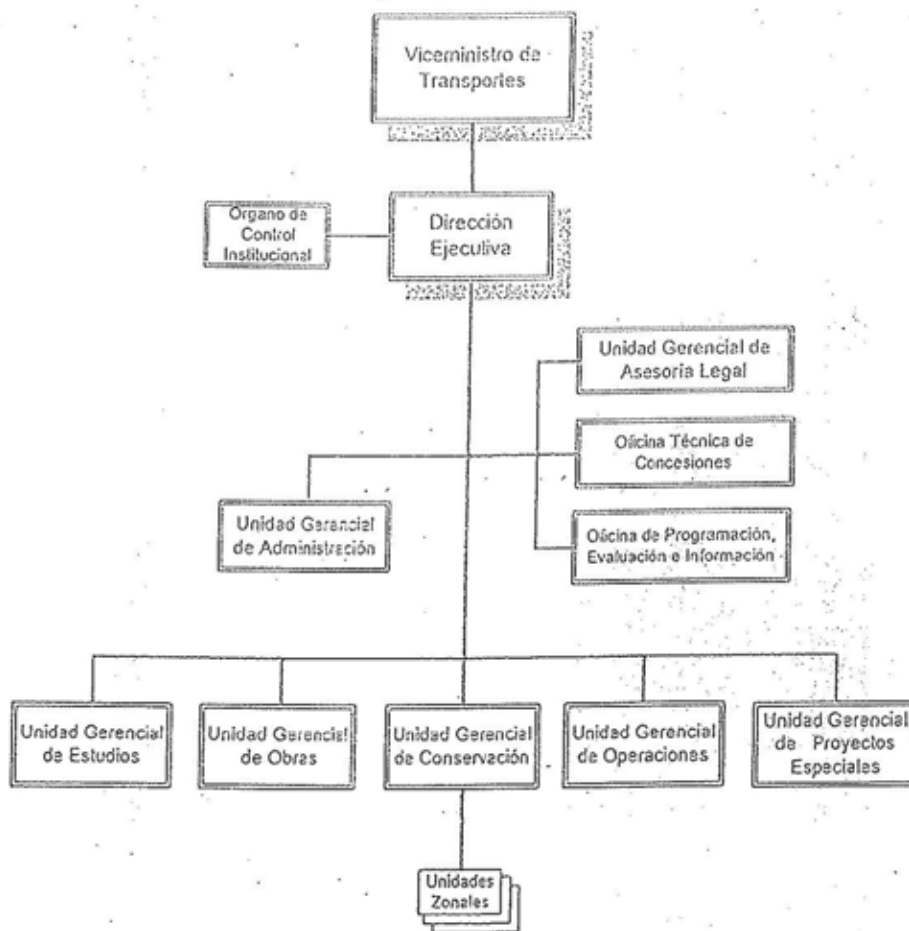 Viceministro de
Transportes
Organo de
Control
Institucional
Dirección
Ejecutiva
Unidad Gerencial de
Asesoria Legal
Oficina Técnica de
Concesiones
Unidad Gerencial
de Administración
Oficina de Programación,
Evaluación e Información
Unidad Gerencial
de Estudios
Unidad Gerencial
de Obras
Unidad Gerencial
de Conservación
Unidad Gerencial
de Operaciones
Unidad Gerencial
de Proyectos
Especiales
Unidades
Zonales